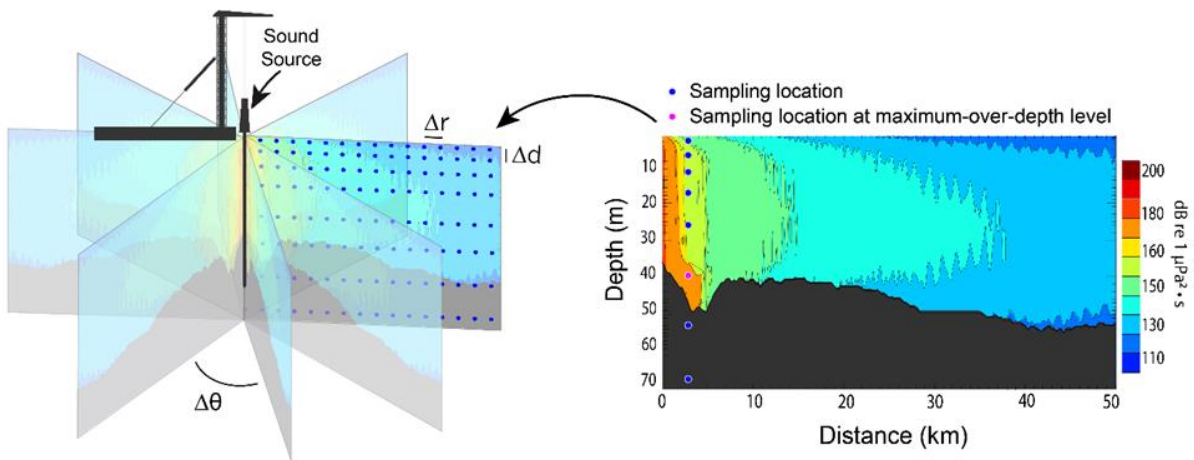 Sound
Source
Δr
Δd
Δθ
Sampling location
Sampling location at maximum-over-depth level
Depth (m)
10
20
30
40
50
60
70
0
10
20
30
40
50
Distance (km)
200
180
160
150
130
110
dB re 1 µPa²·s